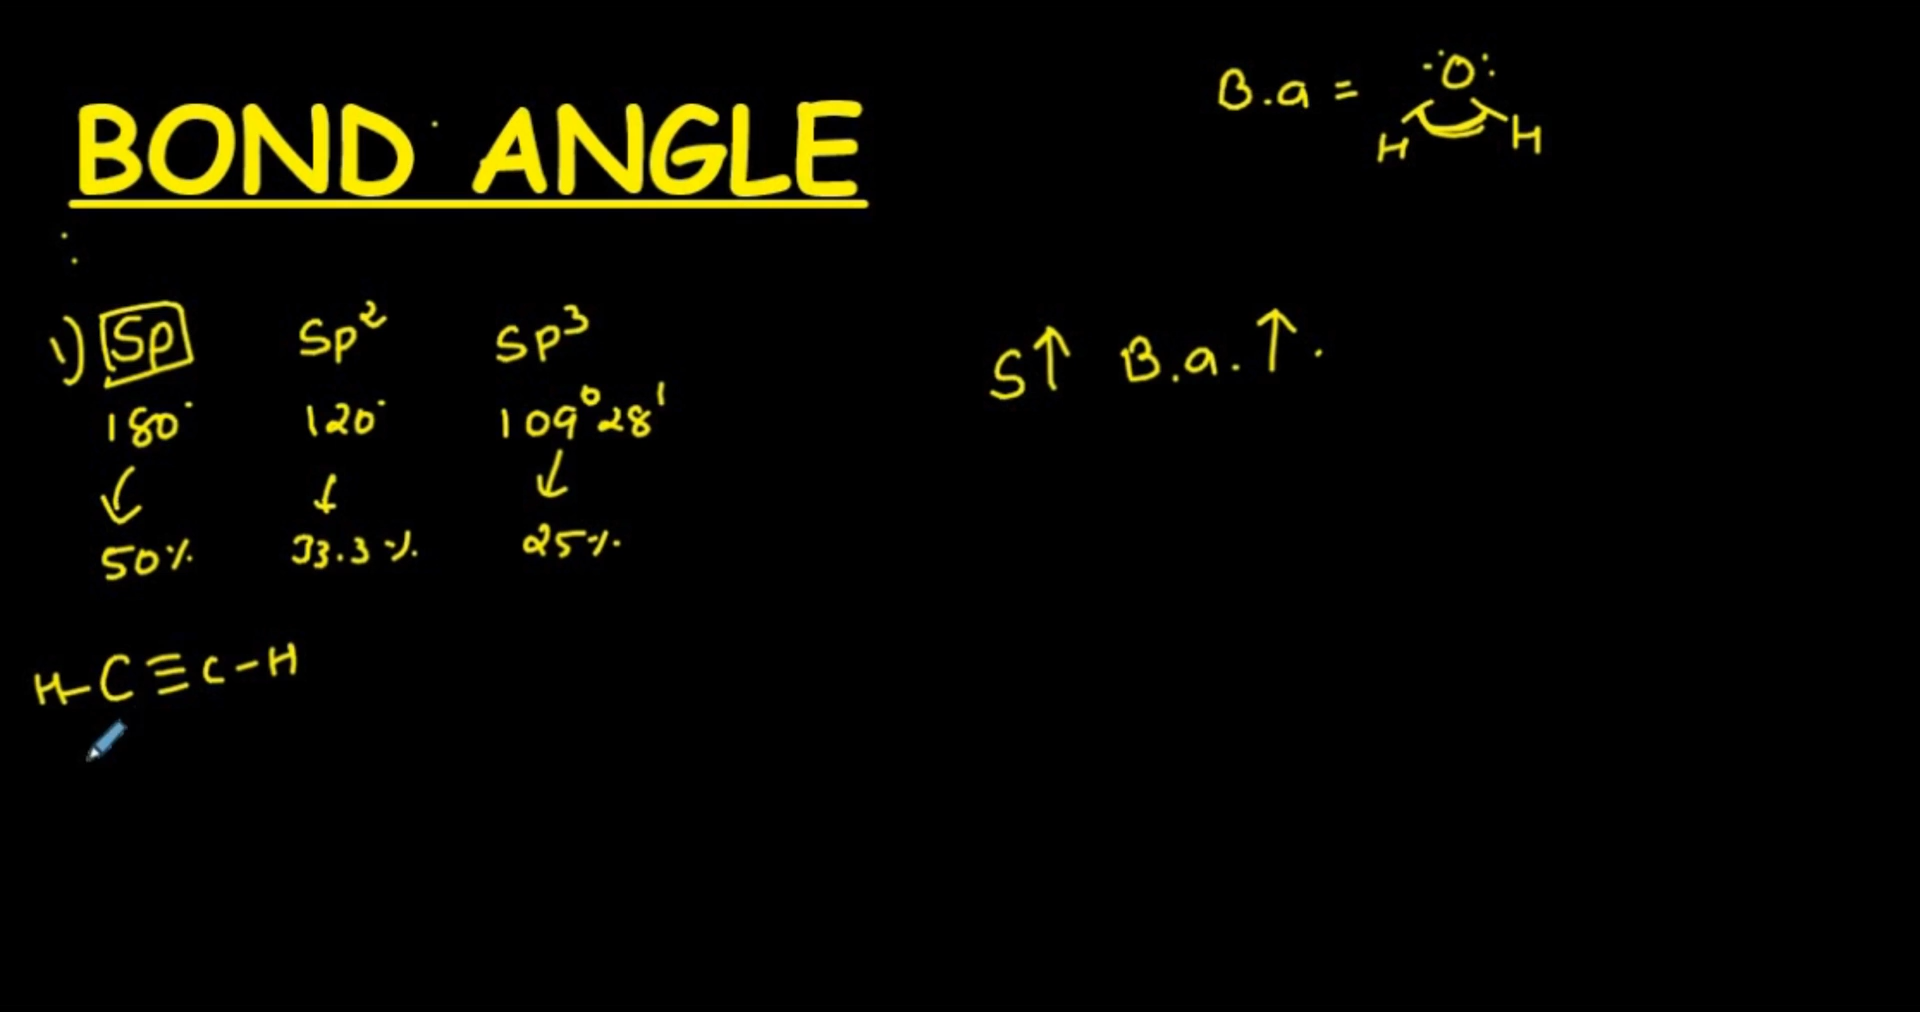 BOND ANGLE
B.a = :O: H H
1) Sp Sp² Sp³
180° 120° 109°28'
50% 33.3% 25%
S↑ B.a.↑.
H-C≡C-H